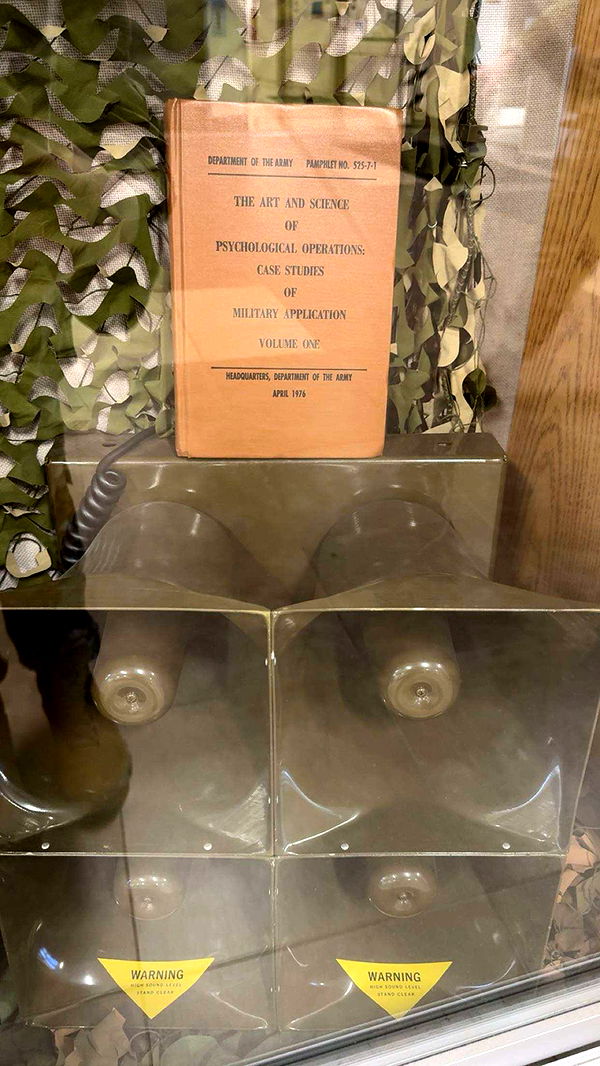 DEPARTMENT OF THE ARMY PAMPHLET NO. 525-7-1
THE ART AND SCIENCE
OF
PSYCHOLOGICAL OPERATIONS:
CASE STUDIES
OF
MILITARY APPLICATION
VOLUME ONE
HEADQUARTERS, DEPARTMENT OF THE ARMY
APRIL 1976
WARNING
HIGH SOUND LEVEL
STAND CLEAR
WARNING
HIGH SOUND LEVEL
STAND CLEAR